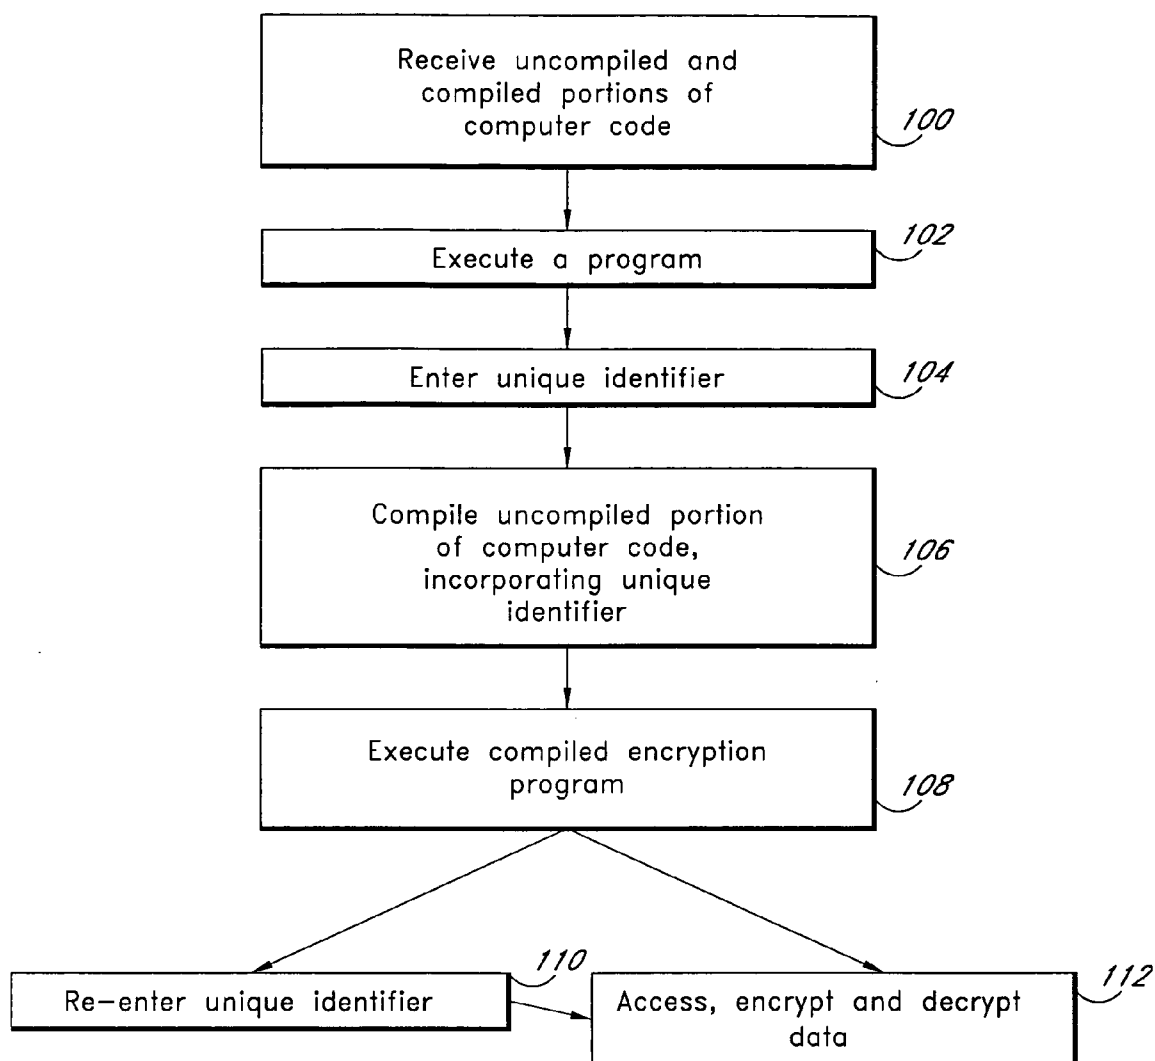 Receive uncompiled and
compiled portions of
computer code
100
Execute a program
102
Enter unique identifier
104
Compile uncompiled portion
of computer code,
incorporating unique
identifier
106
Execute compiled encryption
program
108
Re-enter unique identifier
110
Access, encrypt and decrypt
data
112